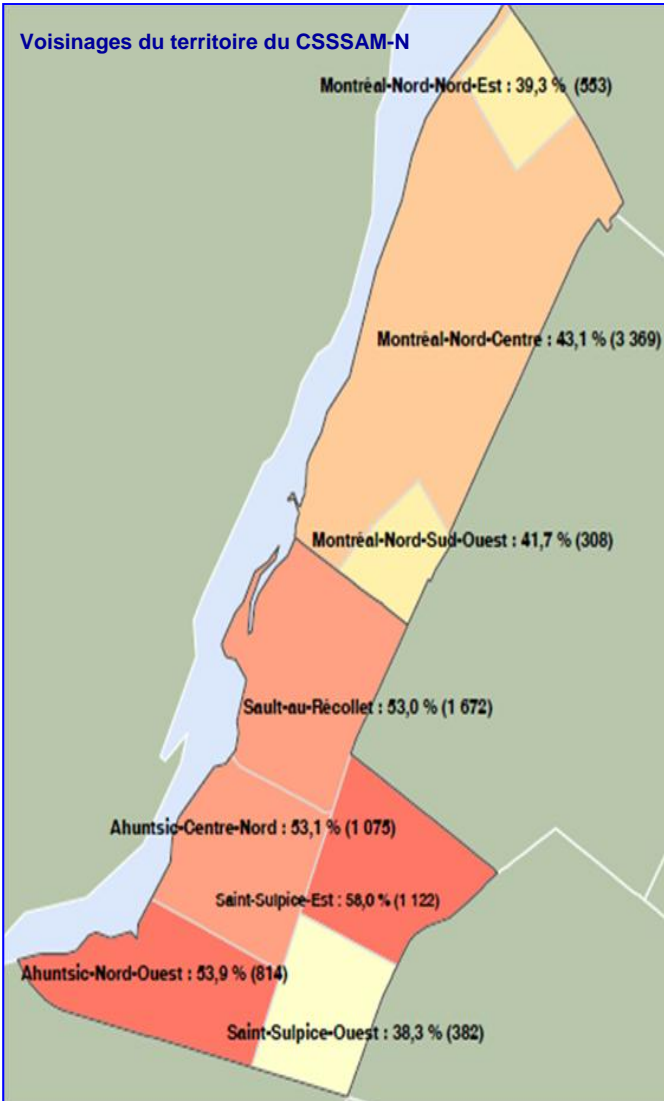 Voisinages du territoire du CSSSAM-N
Montréal-Nord-Nord-Est : 39,3 % (553)
Montréal-Nord-Centre : 43,1 % (3 369)
Montréal-Nord-Sud-Ouest : 41,7 % (308)
Sault-au-Récollet : 53,0 % (1 672)
Ahuntsic-Centre-Nord : 53,1 % (1 075)
Saint-Sulpice-Est : 58,0 % (1 122)
Ahuntsic-Nord-Ouest : 53,9 % (814)
Saint-Sulpice-Ouest : 38,3 % (382)